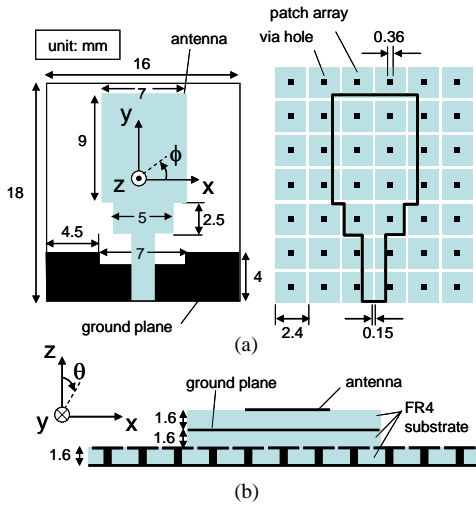 unit: mm
antenna
patch array
via hole
0.36
16
7
9
y
ϕ
z
x
18
5
2.5
4.5
7
4
ground plane
2.4
0.15
(a)
z
θ
y
x
ground plane
antenna
1.6
1.6
1.6
FR4
substrate
(b)